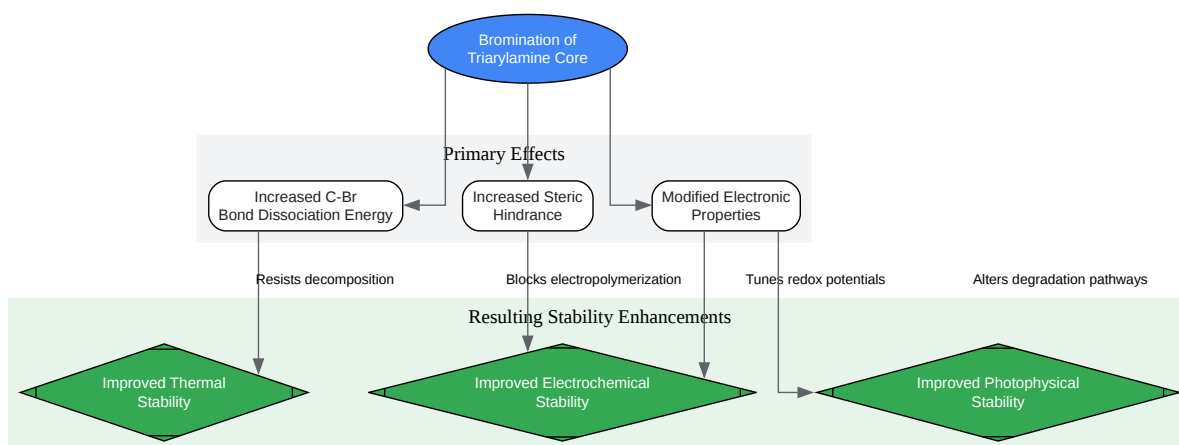 Bromination of
Triarylamine Core
Primary Effects
Increased C-Br
Bond Dissociation Energy
Increased Steric
Hindrance
Modified Electronic
Properties
Resists decomposition
Blocks electropolymerization
Tunes redox potentials
Alters degradation pathways
Resulting Stability Enhancements
Improved Thermal
Stability
Improved Electrochemical
Stability
Improved Photophysical
Stability